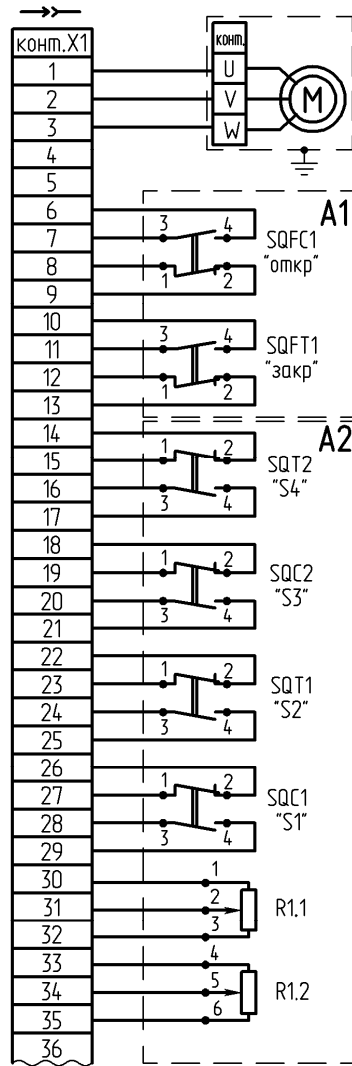 конт.X1
конт.
1 U
2 V M
3 W
4
5
6 A1
7 3 4 SQFC1
8 1 2 "откр"
9
10
11 3 4 SQFT1
12 1 2 "закр"
13
14 A2
15 1 2 SQT2
16 3 4 "S4"
17
18
19 1 2 SQC2
20 3 4 "S3"
21
22
23 1 2 SQT1
24 3 4 "S2"
25
26
27 1 2 SQC1
28 3 4 "S1"
29
30 1
31 2 R1.1
32 3
33 4
34 5 R1.2
35 6
36